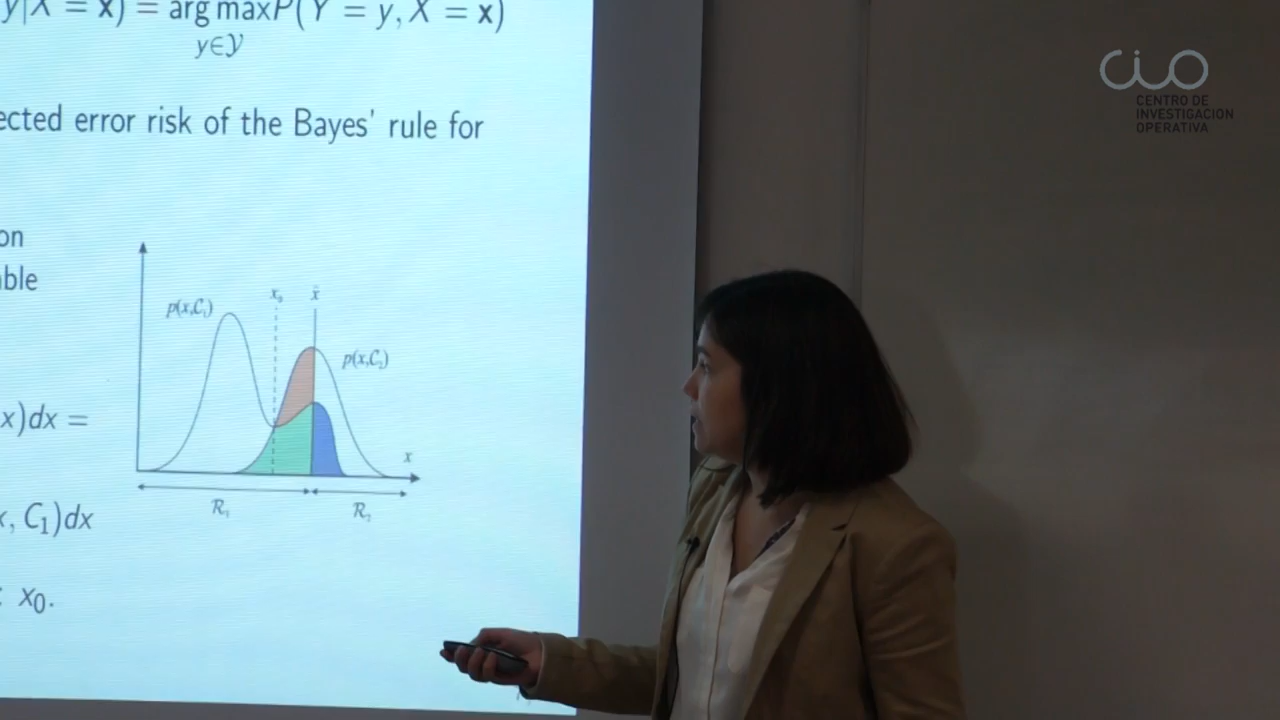 y|X = x) = arg max P(Y = y, X = x)
y∈𝒴
ected error risk of the Bayes' rule for
on
ble
x₀ x̂
p(x,C₁)
p(x,C₂)
x)dx =
x
R₁ R₂
x, C₁)dx
x₀.
CIO
CENTRO DE
INVESTIGACION
OPERATIVA